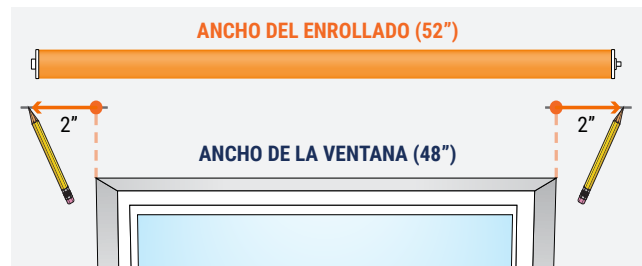 ANCHO DEL ENROLLADO (52”)
2”
2”
ANCHO DE LA VENTANA (48”)